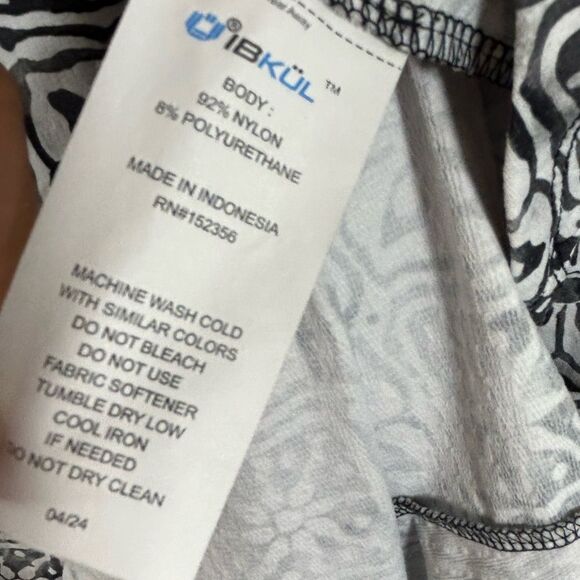 Ü® IBKÜL™
BODY:
92% NYLON
8% POLYURETHANE
MADE IN INDONESIA
RN#152356
MACHINE WASH COLD
WITH SIMILAR COLORS
DO NOT BLEACH
DO NOT USE
FABRIC SOFTENER
TUMBLE DRY LOW
COOL IRON
IF NEEDED
DO NOT DRY CLEAN
04/24